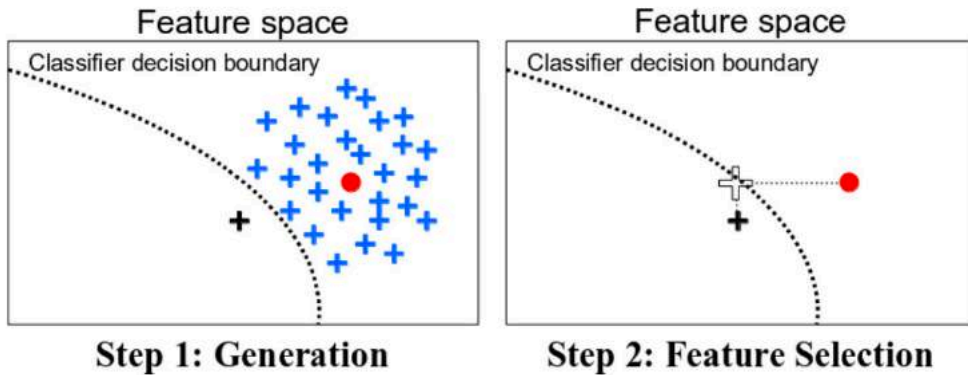 Feature space
Classifier decision boundary
Step 1: Generation
Feature space
Classifier decision boundary
Step 2: Feature Selection